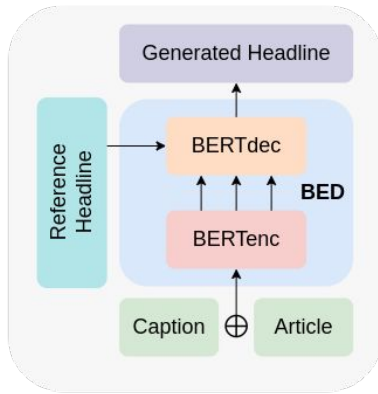 Generated Headline
Reference
Headline
BERTdec
BED
BERTenc
Caption
Article